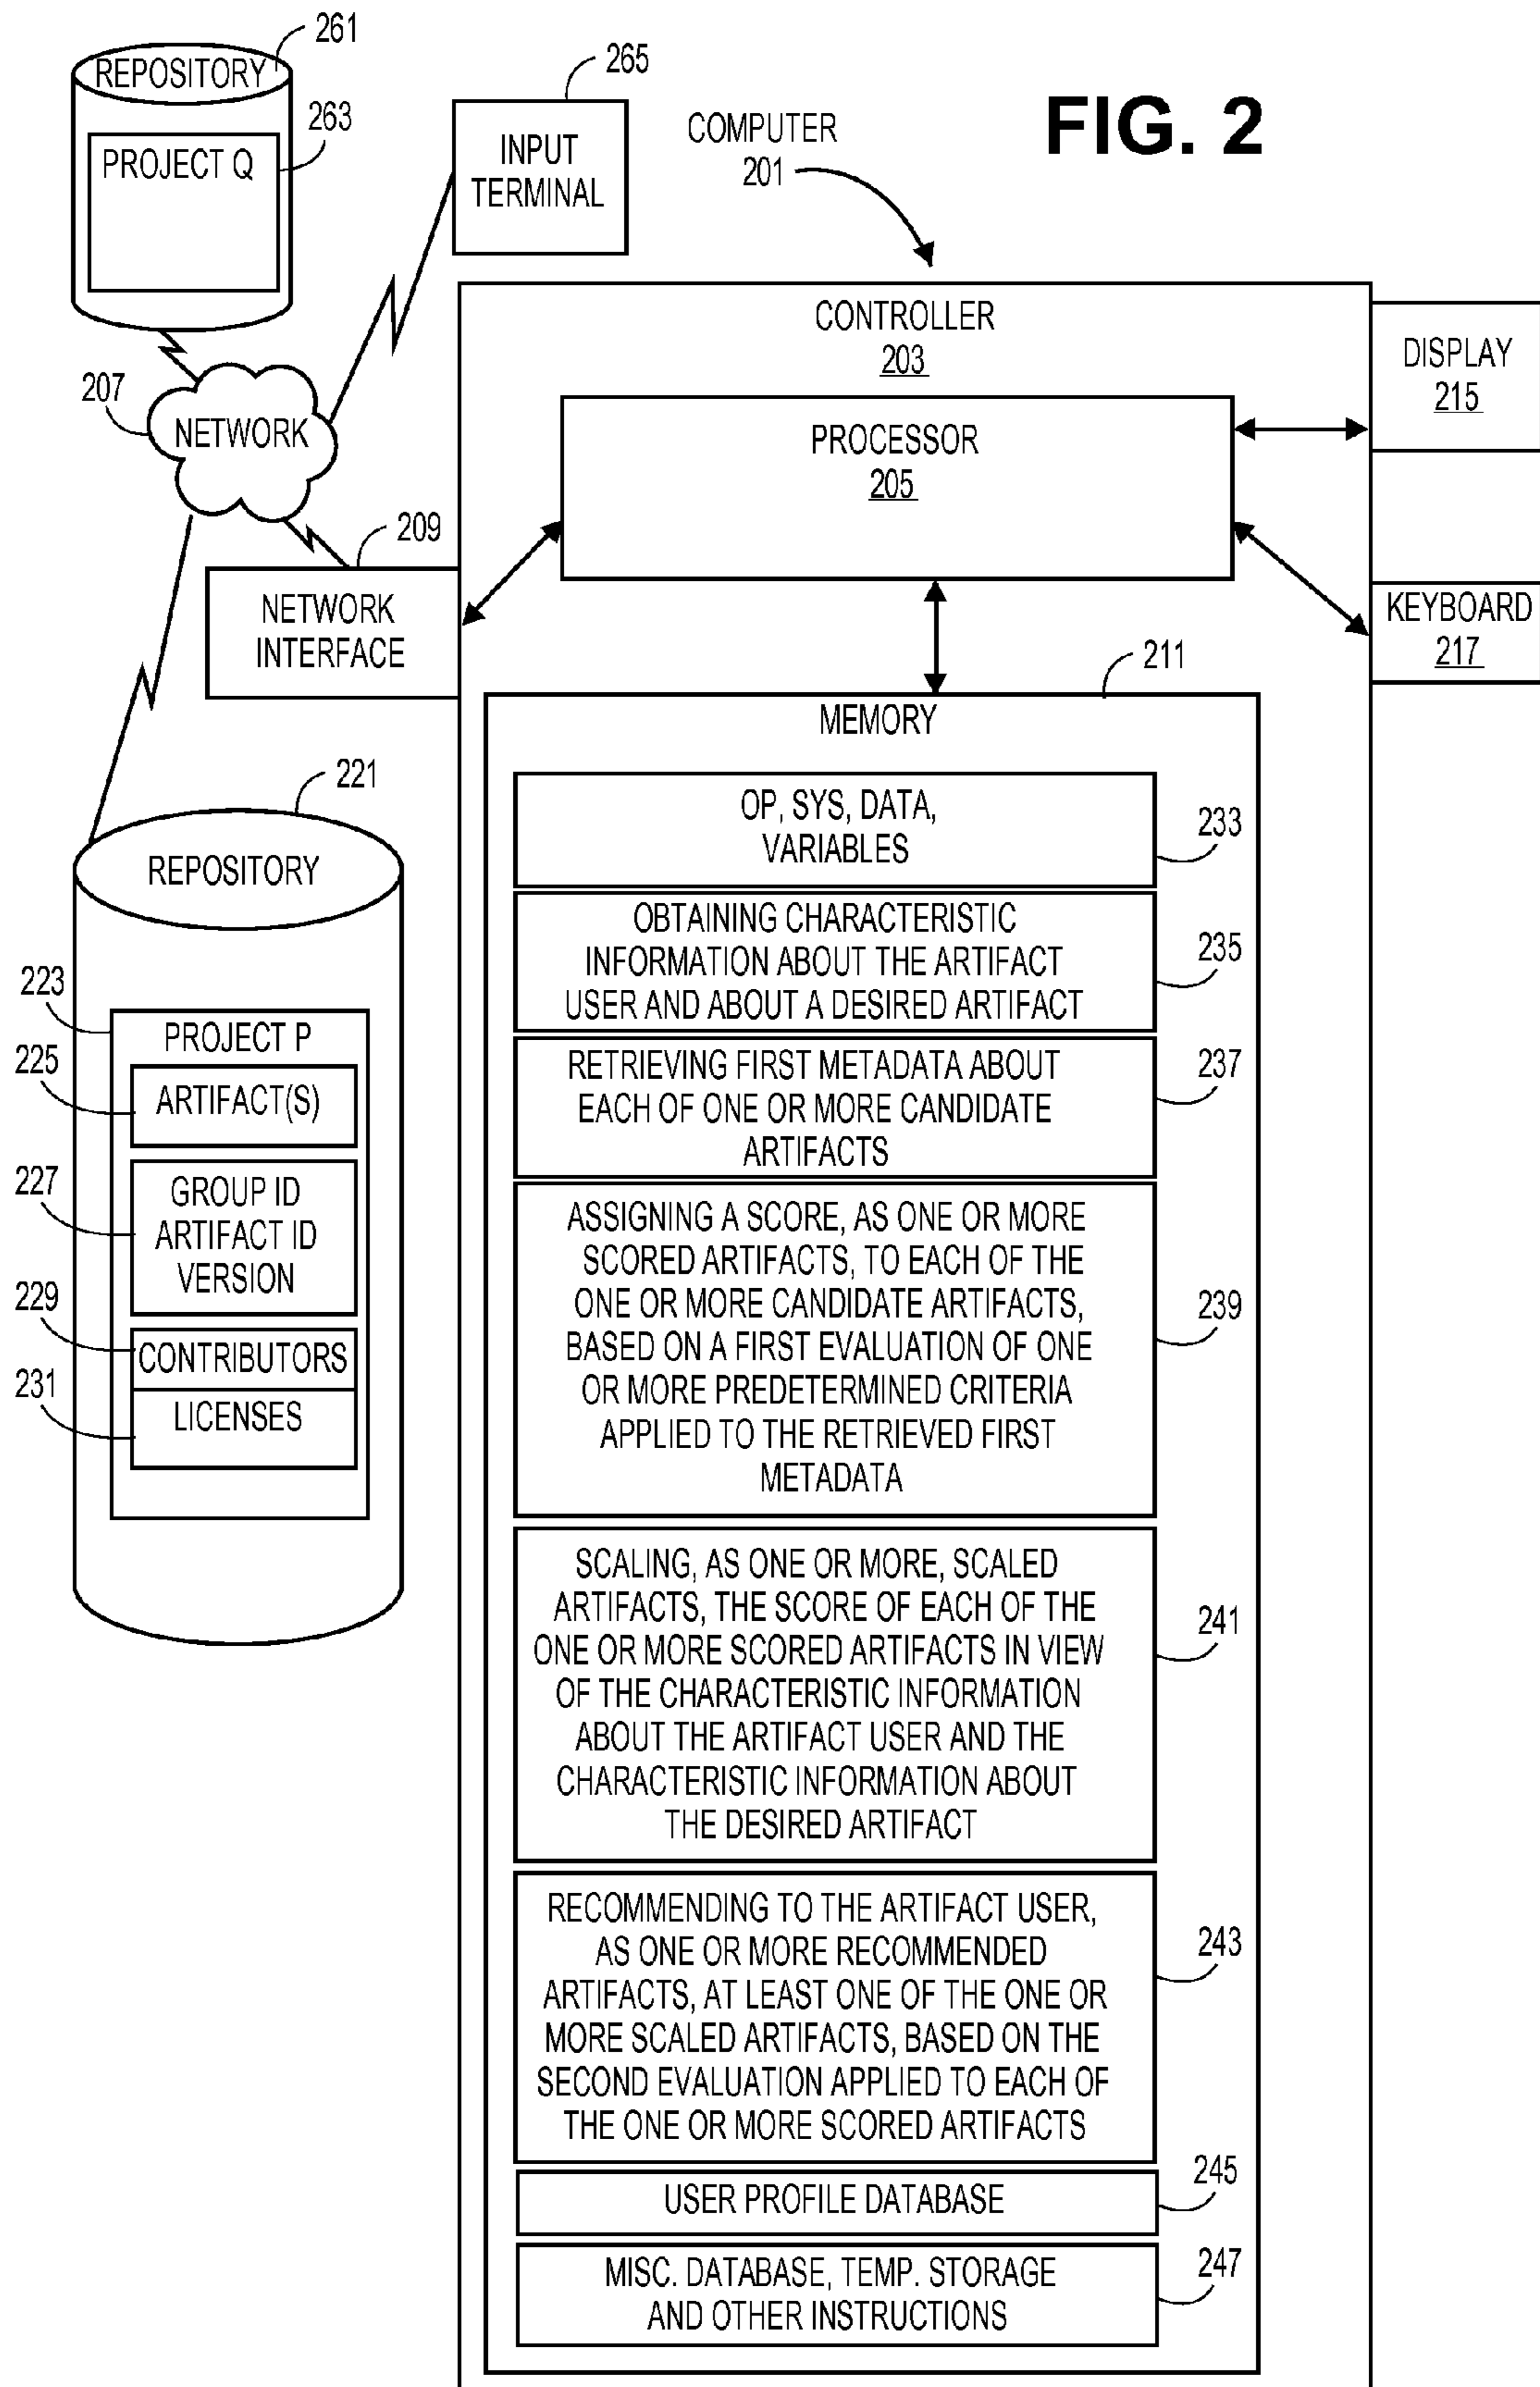 261
REPOSITORY
263
PROJECT Q
265
INPUT
TERMINAL
COMPUTER
201
FIG. 2
207
NETWORK
209
NETWORK
INTERFACE
CONTROLLER
203
PROCESSOR
205
DISPLAY
215
KEYBOARD
217
221
REPOSITORY
223
PROJECT P
225
ARTIFACT(S)
227
GROUP ID
ARTIFACT ID
VERSION
229
CONTRIBUTORS
231
LICENSES
211
MEMORY
OP, SYS, DATA,
VARIABLES
233
OBTAINING CHARACTERISTIC
INFORMATION ABOUT THE ARTIFACT
USER AND ABOUT A DESIRED ARTIFACT
235
RETRIEVING FIRST METADATA ABOUT
EACH OF ONE OR MORE CANDIDATE
ARTIFACTS
237
ASSIGNING A SCORE, AS ONE OR MORE
SCORED ARTIFACTS, TO EACH OF THE
ONE OR MORE CANDIDATE ARTIFACTS,
BASED ON A FIRST EVALUATION OF ONE
OR MORE PREDETERMINED CRITERIA
APPLIED TO THE RETRIEVED FIRST
METADATA
239
SCALING, AS ONE OR MORE, SCALED
ARTIFACTS, THE SCORE OF EACH OF THE
ONE OR MORE SCORED ARTIFACTS IN VIEW
OF THE CHARACTERISTIC INFORMATION
ABOUT THE ARTIFACT USER AND THE
CHARACTERISTIC INFORMATION ABOUT
THE DESIRED ARTIFACT
241
RECOMMENDING TO THE ARTIFACT USER,
AS ONE OR MORE RECOMMENDED
ARTIFACTS, AT LEAST ONE OF THE ONE OR
MORE SCALED ARTIFACTS, BASED ON THE
SECOND EVALUATION APPLIED TO EACH OF
THE ONE OR MORE SCORED ARTIFACTS
243
USER PROFILE DATABASE
245
MISC. DATABASE, TEMP. STORAGE
AND OTHER INSTRUCTIONS
247